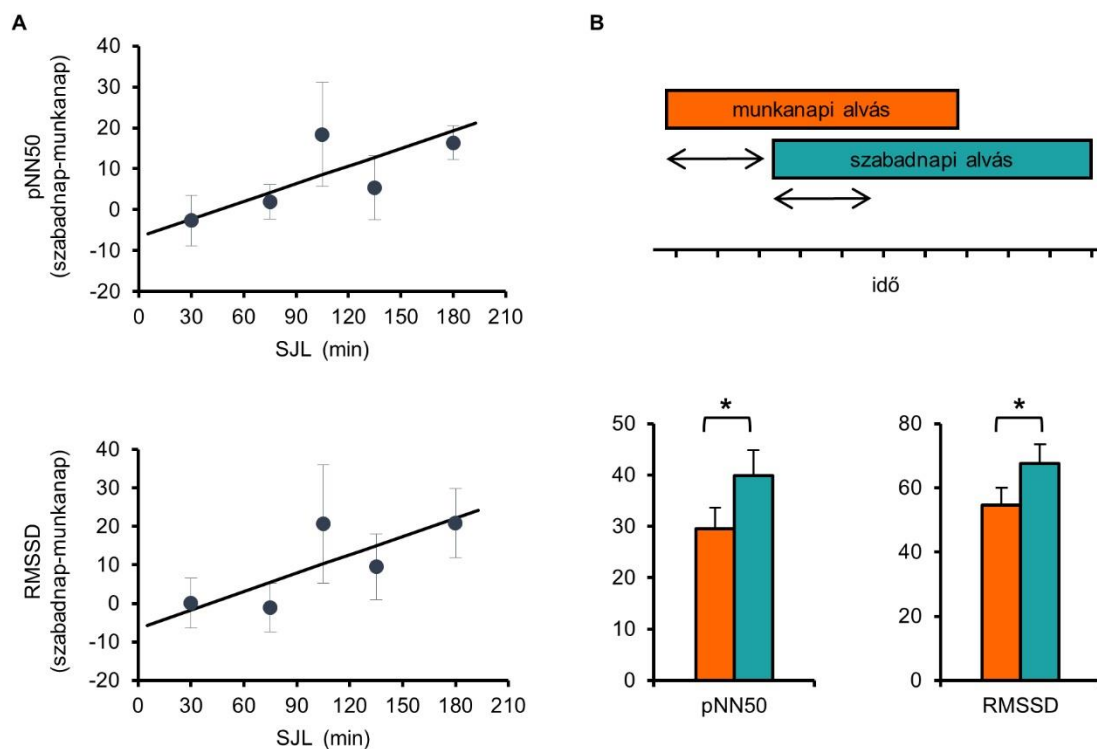 A
40
30
20
10
0
-10
-20
pNN50
(szabadnap-munkanap)
0 30 60 90 120 150 180 210
SJL (min)
40
30
20
10
0
-10
-20
RMSSD
(szabadnap-munkanap)
0 30 60 90 120 150 180 210
SJL (min)
B
munkanapi alvás
szabadnapi alvás
idő
50
40
30
20
10
0
*
pNN50
80
60
40
20
0
*
RMSSD